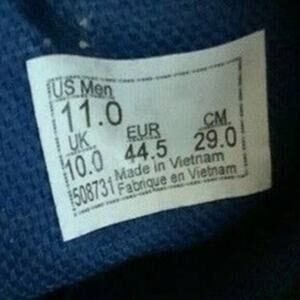 US Men
11.0
UK. EUR CM.
10.0 44.5 29.0
Made in Vietnam
508731 Fabrique en Vietnam